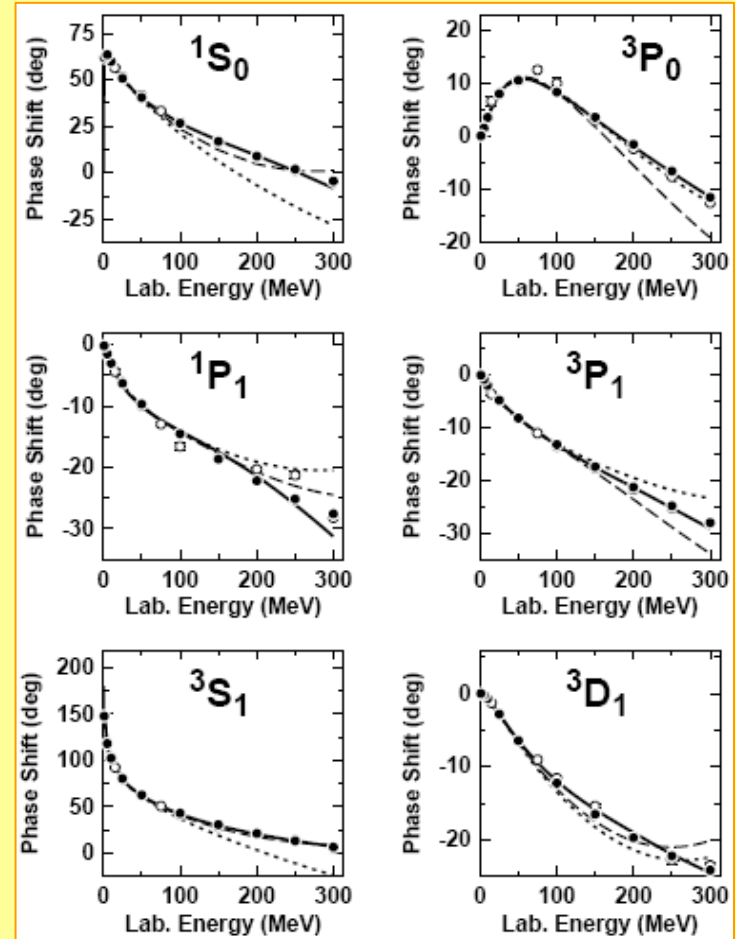 75
50
25
0
-25
Phase Shift (deg)
¹S₀
0 100 200 300
Lab. Energy (MeV)
20
10
0
-10
-20
Phase Shift (deg)
³P₀
0 100 200 300
Lab. Energy (MeV)
0
-10
-20
-30
Phase Shift (deg)
¹P₁
0 100 200 300
Lab. Energy (MeV)
0
-10
-20
-30
Phase Shift (deg)
³P₁
0 100 200 300
Lab. Energy (MeV)
200
150
100
50
0
Phase Shift (deg)
³S₁
0 100 200 300
Lab. Energy (MeV)
0
-10
-20
Phase Shift (deg)
³D₁
0 100 200 300
Lab. Energy (MeV)